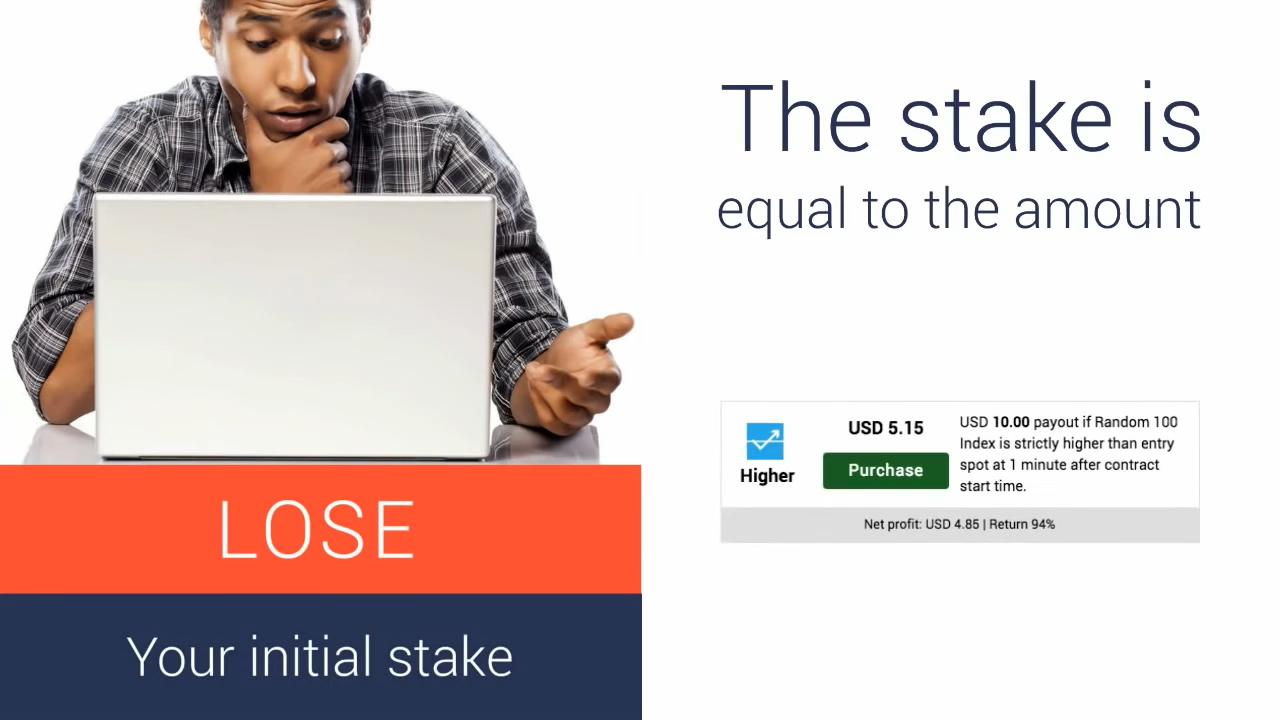 LOSE
Your initial stake
The stake is
equal to the amount
Higher
USD 5.15
Purchase
USD 10.00 payout if Random 100
Index is strictly higher than entry
spot at 1 minute after contract
start time.
Net profit: USD 4.85 | Return 94%